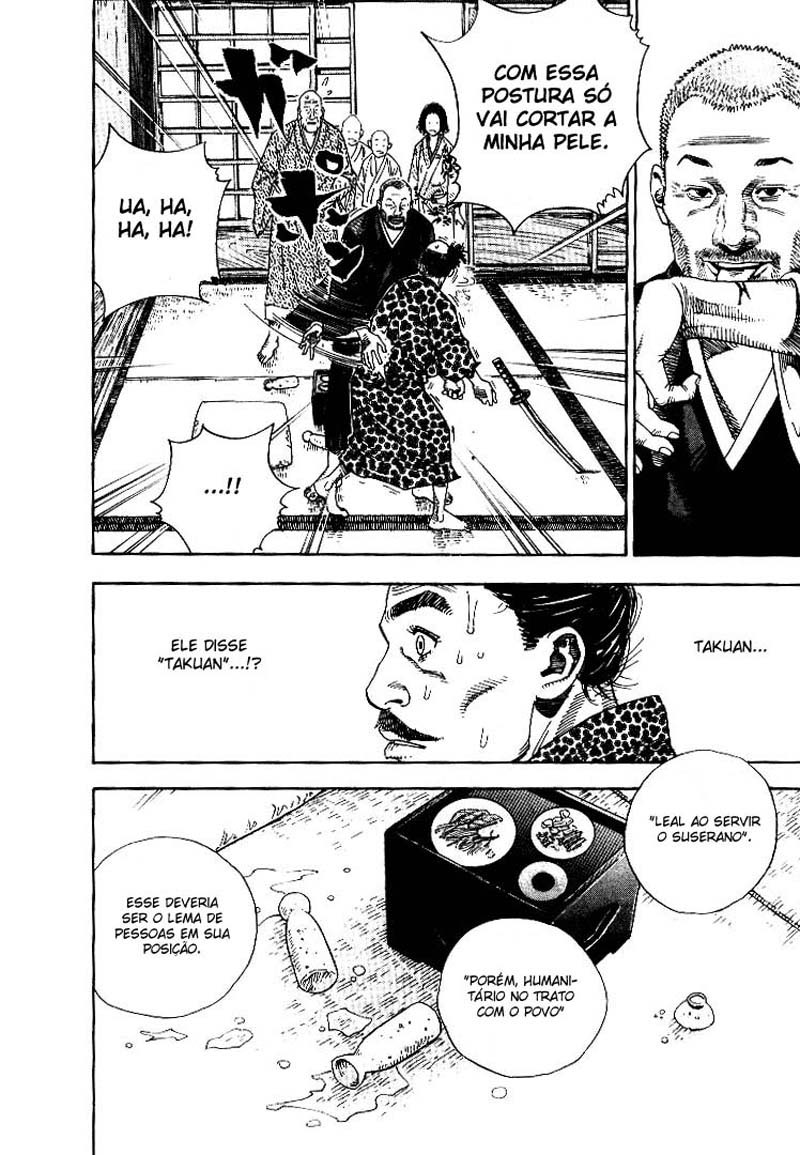 COM ESSA
POSTURA SÓ
VAI CORTAR A
MINHA PELE.
UA, HA,
HA, HA!
...!!
TAKUAN...
ELE DISSE
"TAKUAN"...!?
"LEAL AO SERVIR
O SUSERANO".
"PORÉM, HUMANI-
TÁRIO NO TRATO
COM O POVO"
ESSE DEVERIA
SER O LEMA DE
PESSOAS EM SUA
POSIÇÃO.